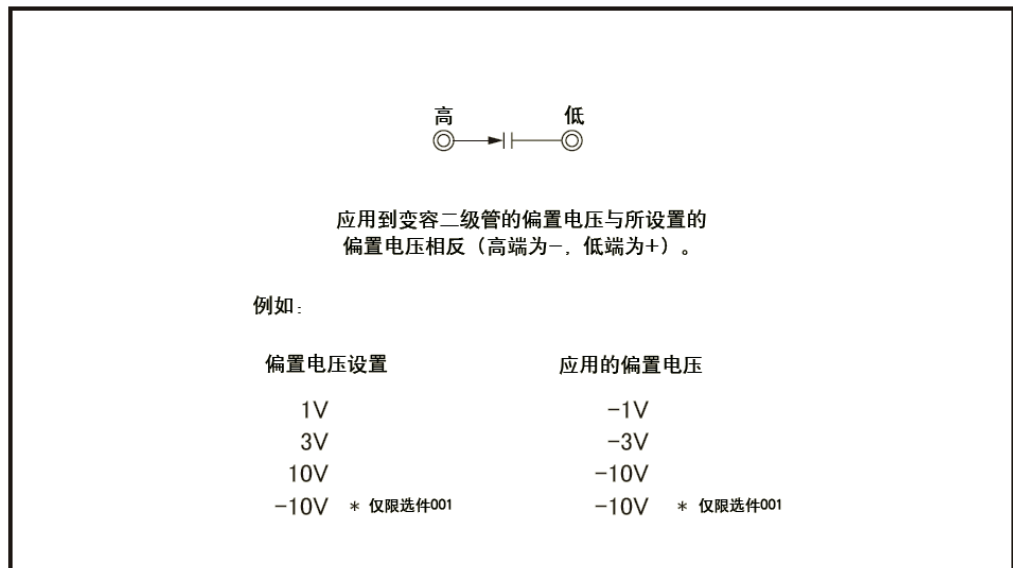 高 低
应用到变容二级管的偏置电压与所设置的
偏置电压相反（高端为−，低端为+）。
例如：
偏置电压设置 应用的偏置电压
1V −1V
3V −3V
10V −10V
−10V * 仅限选件001 −10V * 仅限选件001